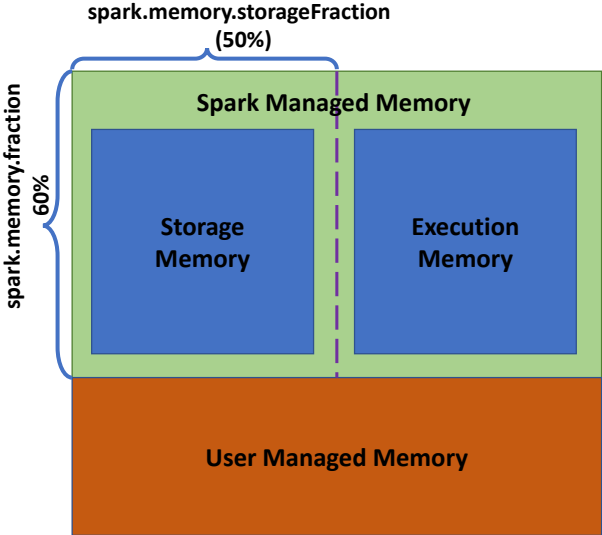 spark.memory.storageFraction
(50%)
spark.memory.fraction
60%
Spark Managed Memory
Storage
Memory
Execution
Memory
User Managed Memory